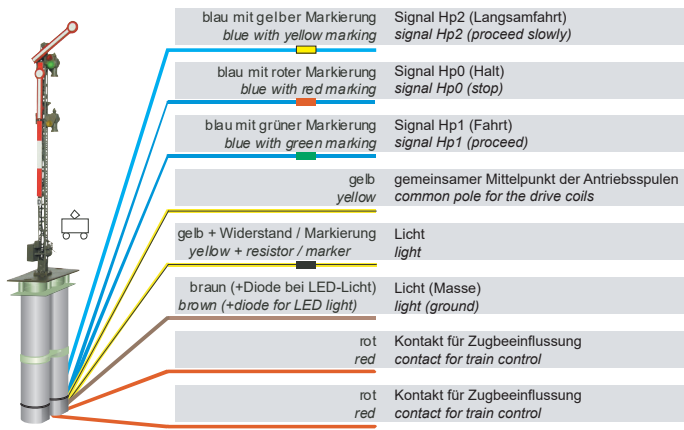 blau mit gelber Markierung Signal Hp2 (Langsamfahrt)
blue with yellow marking signal Hp2 (proceed slowly)
blau mit roter Markierung Signal Hp0 (Halt)
blue with red marking signal Hp0 (stop)
blau mit grüner Markierung Signal Hp1 (Fahrt)
blue with green marking signal Hp1 (proceed)
gelb gemeinsamer Mittelpunkt der Antriebsspulen
yellow common pole for the drive coils
gelb + Widerstand / Markierung Licht
yellow + resistor / marker light
braun (+Diode bei LED-Licht) Licht (Masse)
brown (+diode for LED light) light (ground)
rot Kontakt für Zugbeeinflussung
red contact for train control
rot Kontakt für Zugbeeinflussung
red contact for train control